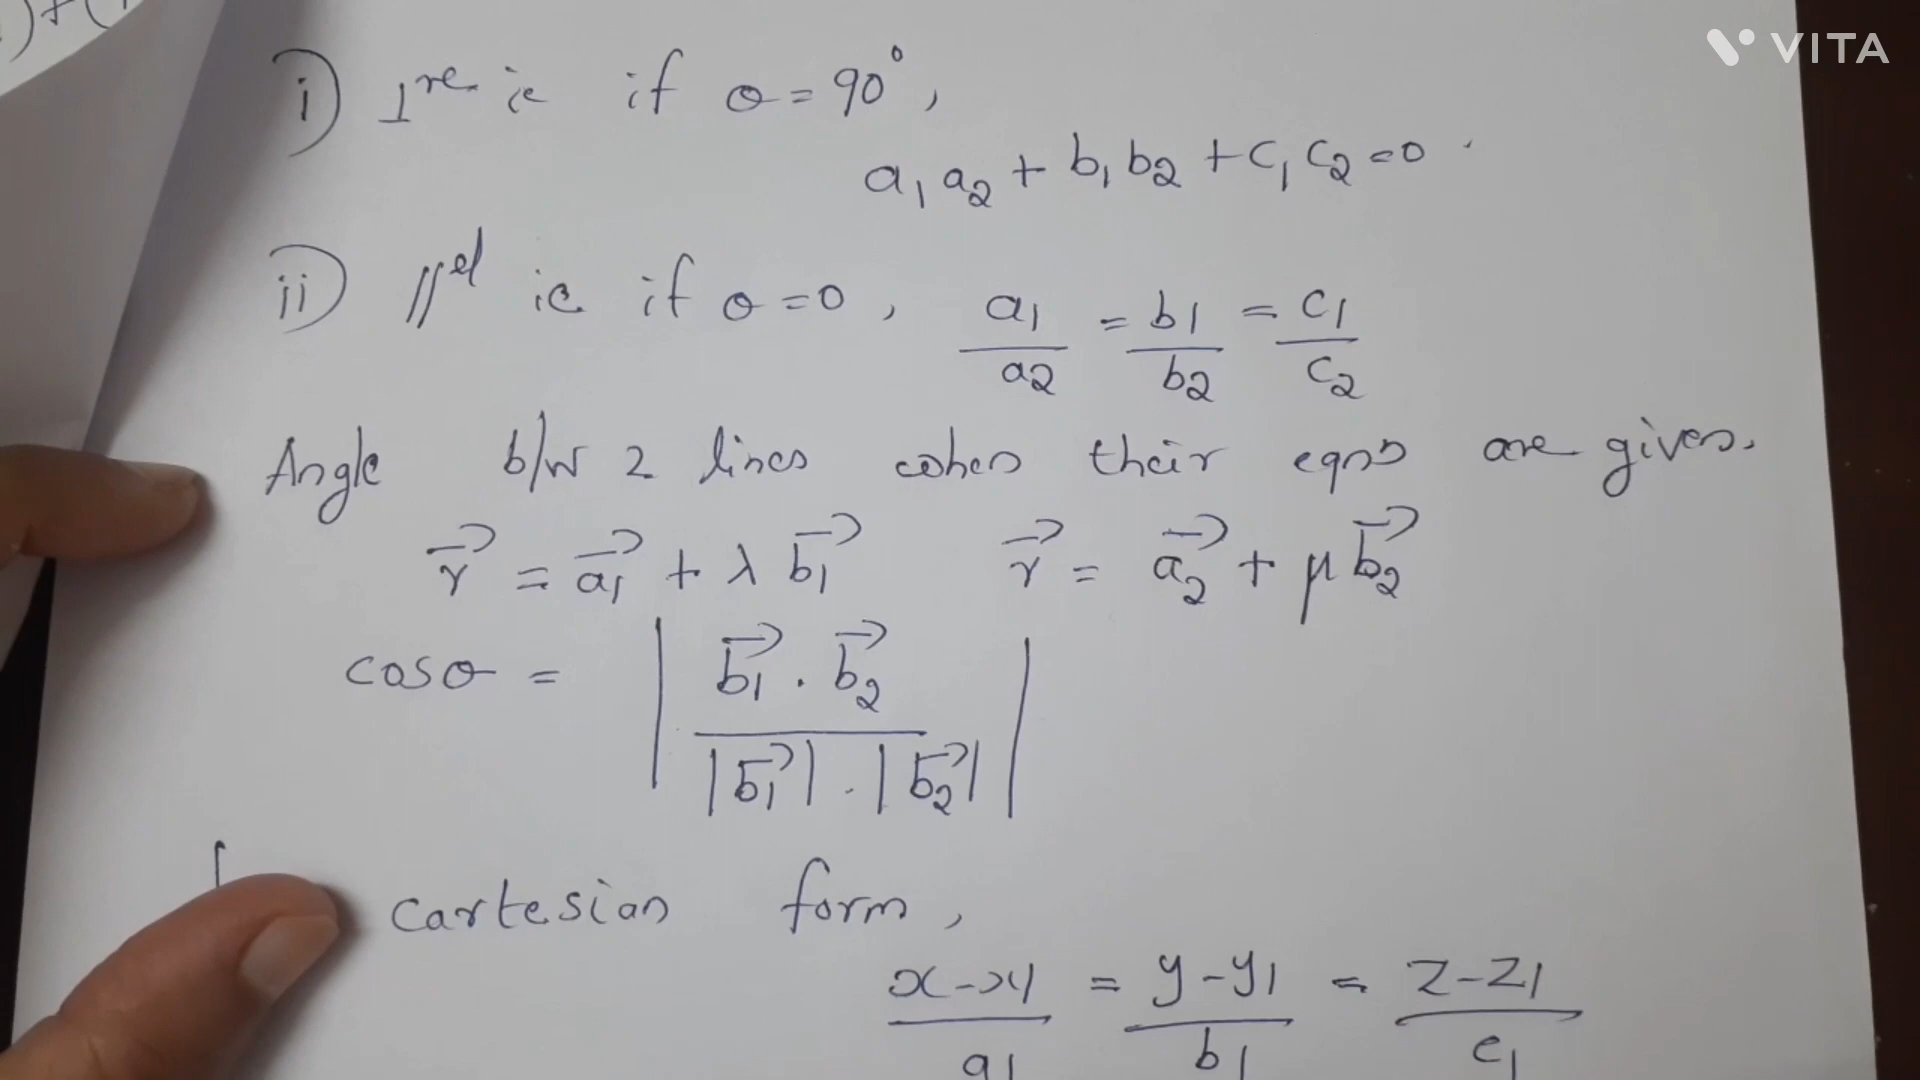 VITA
i) ⊥re ie if θ = 90°,
a₁a₂ + b₁b₂ + c₁c₂ = 0.
ii) //el ie if θ = 0, a₁/a₂ = b₁/b₂ = c₁/c₂
Angle b/w 2 lines when their eqns are given.
r⃗ = a⃗₁ + λ b⃗₁ r⃗ = a⃗₂ + μ b⃗₂
cosθ = | b⃗₁ . b⃗₂ / |b⃗₁| . |b⃗₂| |
cartesian form,
x-x₁/a₁ = y-y₁/b₁ = z-z₁/c₁